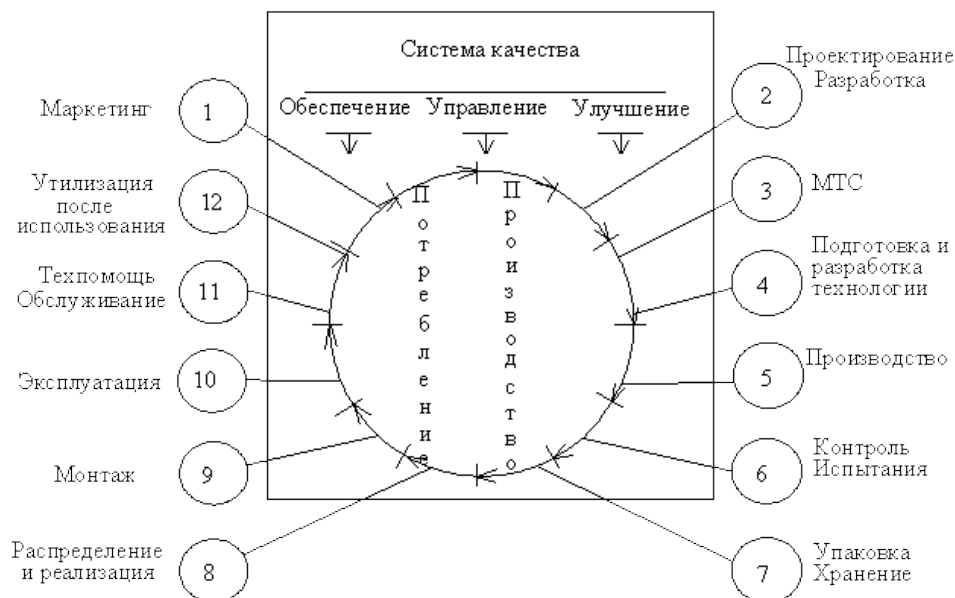 Система качества
Обеспечение Управление Улучшение
Маркетинг
1
2
Проектирование
Разработка
Утилизация
после
использования
12
3
МТС
Техпомощь
Обслуживание
11
4
Подготовка и
разработка
технологии
Эксплуатация
10
5
Производство
Монтаж
9
6
Контроль
Испытания
Распределение
и реализация
8
7
Упаковка
Хранение
Потребление
Производство